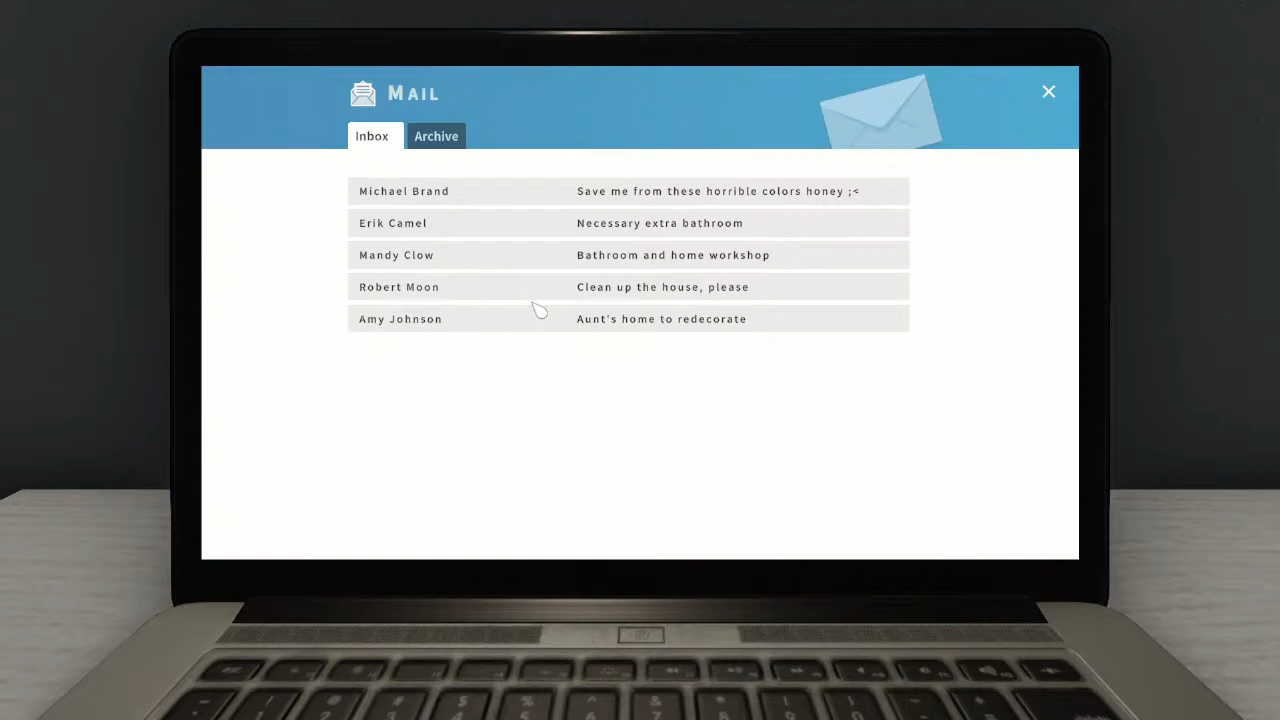 MAIL
Inbox Archive
Michael Brand Save me from these horrible colors honey ;<
Erik Camel Necessary extra bathroom
Mandy Clow Bathroom and home workshop
Robert Moon Clean up the house, please
Amy Johnson Aunt's home to redecorate